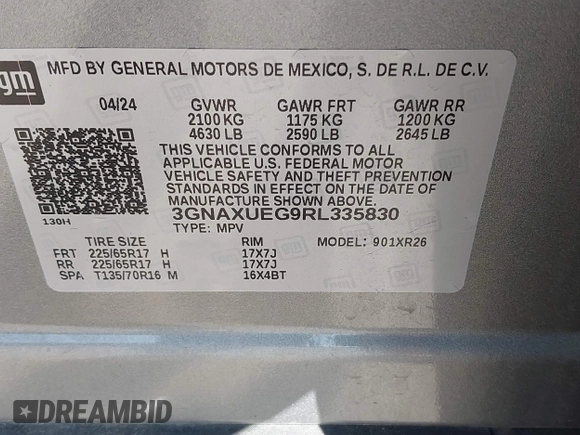 gm
MFD BY GENERAL MOTORS DE MEXICO, S. DE R.L. DE C.V.
04/24 GVWR GAWR FRT GAWR RR
2100 KG 1175 KG 1200 KG
4630 LB 2590 LB 2645 LB
THIS VEHICLE CONFORMS TO ALL
APPLICABLE U.S. FEDERAL MOTOR
VEHICLE SAFETY AND THEFT PREVENTION
STANDARDS IN EFFECT ON THE DATE OF
MANUFACTURE SHOWN ABOVE.
3GNAXUEG9RL335830
130H TYPE: MPV
TIRE SIZE RIM MODEL: 901XR26
FRT 225/65R17 H 17X7J
RR 225/65R17 H 17X7J
SPA T135/70R16 M 16X4BT
DREAMBID